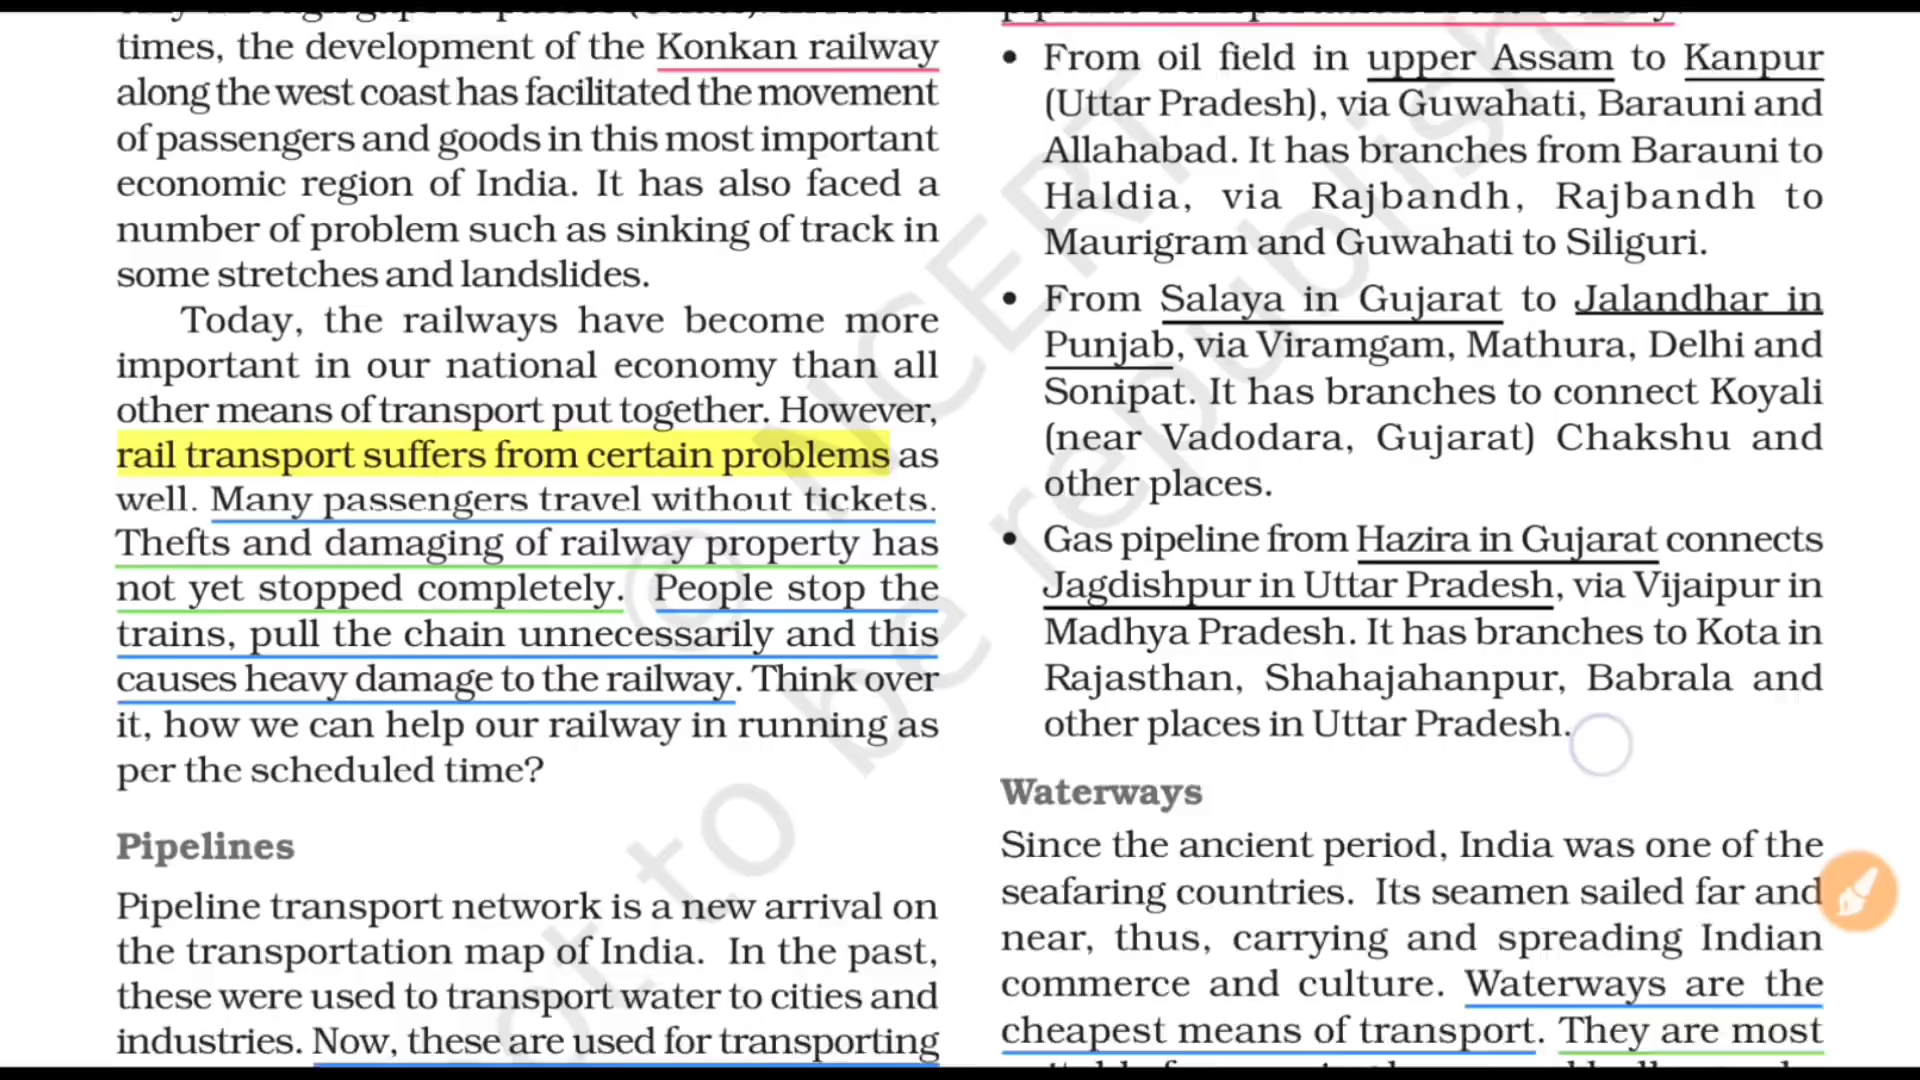 times, the development of the Konkan railway
along the west coast has facilitated the movement
of passengers and goods in this most important
economic region of India. It has also faced a
number of problem such as sinking of track in
some stretches and landslides.
Today, the railways have become more
important in our national economy than all
other means of transport put together. However,
rail transport suffers from certain problems as
well. Many passengers travel without tickets.
Thefts and damaging of railway property has
not yet stopped completely. People stop the
trains, pull the chain unnecessarily and this
causes heavy damage to the railway. Think over
it, how we can help our railway in running as
per the scheduled time?
Pipelines
Pipeline transport network is a new arrival on
the transportation map of India. In the past,
these were used to transport water to cities and
industries. Now, these are used for transporting
• From oil field in upper Assam to Kanpur
(Uttar Pradesh), via Guwahati, Barauni and
Allahabad. It has branches from Barauni to
Haldia, via Rajbandh, Rajbandh to
Maurigram and Guwahati to Siliguri.
• From Salaya in Gujarat to Jalandhar in
Punjab, via Viramgam, Mathura, Delhi and
Sonipat. It has branches to connect Koyali
(near Vadodara, Gujarat) Chakshu and
other places.
• Gas pipeline from Hazira in Gujarat connects
Jagdishpur in Uttar Pradesh, via Vijaipur in
Madhya Pradesh. It has branches to Kota in
Rajasthan, Shahajahanpur, Babrala and
other places in Uttar Pradesh.
Waterways
Since the ancient period, India was one of the
seafaring countries. Its seamen sailed far and
near, thus, carrying and spreading Indian
commerce and culture. Waterways are the
cheapest means of transport. They are most
© NCERT
not to be republish